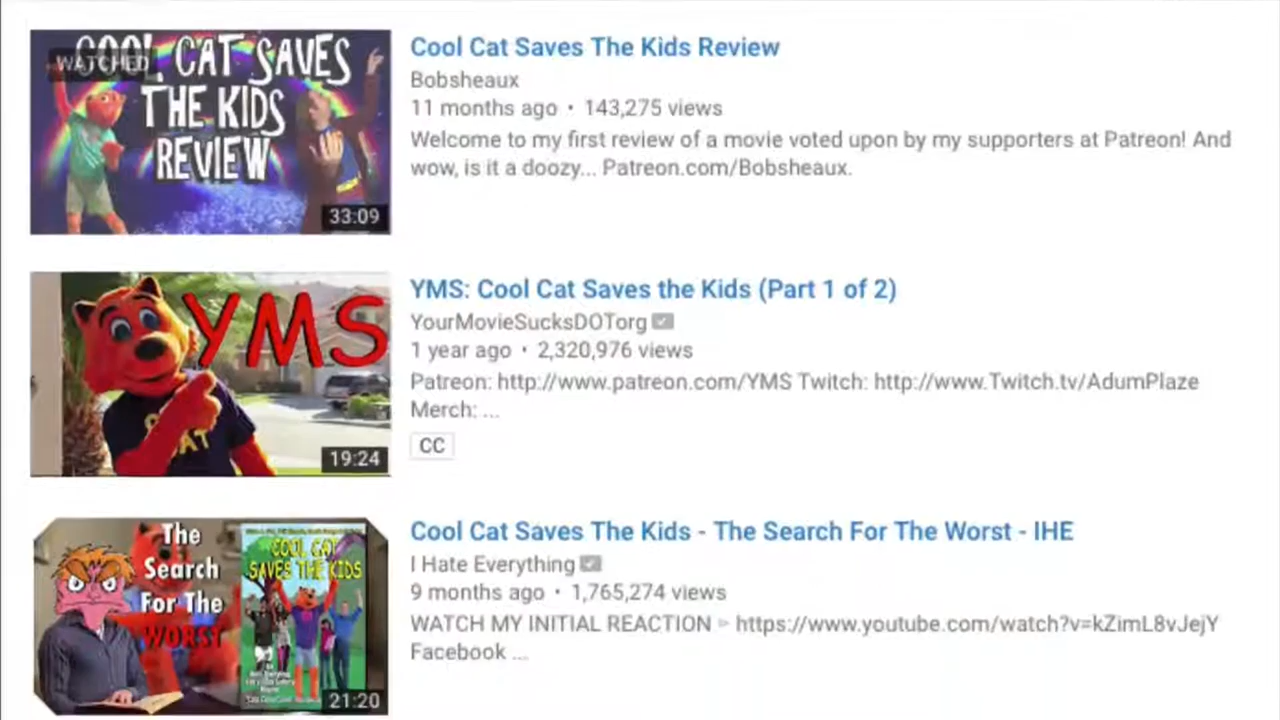 COOL CAT SAVES
WATCHED
THE KIDS
REVIEW
33:09
Cool Cat Saves The Kids Review
Bobsheaux
11 months ago • 143,275 views
Welcome to my first review of a movie voted upon by my supporters at Patreon! And
wow, is it a doozy... Patreon.com/Bobsheaux.
YMS
CAT
19:24
YMS: Cool Cat Saves the Kids (Part 1 of 2)
YourMovieSucksDOTorg
1 year ago • 2,320,976 views
Patreon: http://www.patreon.com/YMS Twitch: http://www.Twitch.tv/AdumPlaze
Merch: ...
CC
The
Search
For The
WORST
COOL CAT
SAVES THE KIDS
21:20
Cool Cat Saves The Kids - The Search For The Worst - IHE
I Hate Everything
9 months ago • 1,765,274 views
WATCH MY INITIAL REACTION ► https://www.youtube.com/watch?v=kZimL8vJejY
Facebook ...